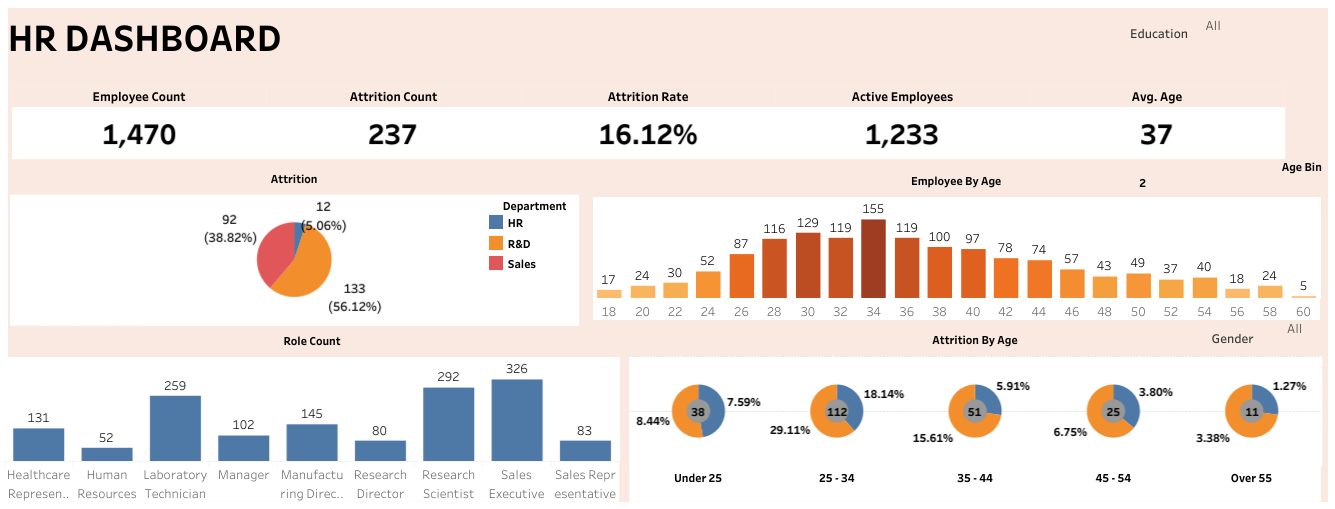 HR DASHBOARD
Education
All
Employee Count
Attrition Count
Attrition Rate
Active Employees
Avg. Age
1,470
237
16.12%
1,233
37
Attrition
12
(5.06%)
92
(38.82%)
133
(56.12%)
Department
HR
R&D
Sales
Employee By Age
2
Age Bin
17
24
30
52
87
116
129
119
155
119
100
97
78
74
57
43
49
37
40
18
24
5
18
20
22
24
26
28
30
32
34
36
38
40
42
44
46
48
50
52
54
56
58
60
Role Count
131
52
259
102
145
80
292
326
83
Healthcare
Represen..
Human
Resources
Laboratory
Technician
Manager
Manufactu
ring Direc..
Research
Director
Research
Scientist
Sales
Executive
Sales Repr
esentative
Attrition By Age
Gender
All
38
7.59%
8.44%
112
18.14%
29.11%
51
5.91%
15.61%
25
3.80%
6.75%
11
1.27%
3.38%
Under 25
25 - 34
35 - 44
45 - 54
Over 55